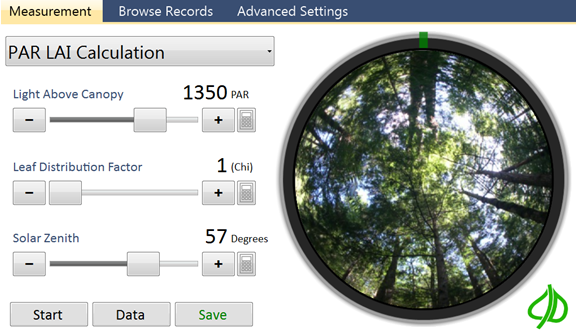 Measurement Browse Records Advanced Settings
PAR LAI Calculation
Light Above Canopy 1350 PAR
− +
Leaf Distribution Factor 1 (Chi)
− +
Solar Zenith 57 Degrees
− +
Start Data Save